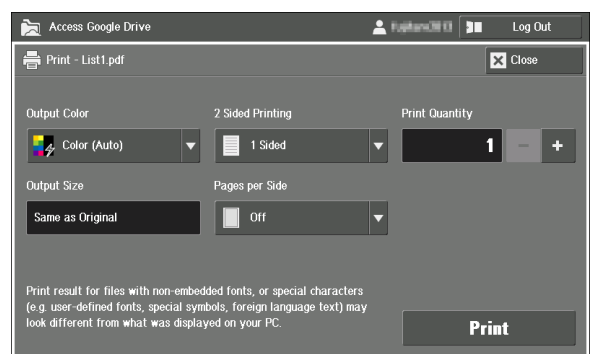 Access Google Drive
Log Out
Print - List1.pdf
Close
Output Color
2 Sided Printing
Print Quantity
Color (Auto)
1 Sided
1
Output Size
Pages per Side
Same as Original
Off
Print result for files with non-embedded fonts, or special characters
(e.g. user-defined fonts, special symbols, foreign language text) may
look different from what was displayed on your PC.
Print